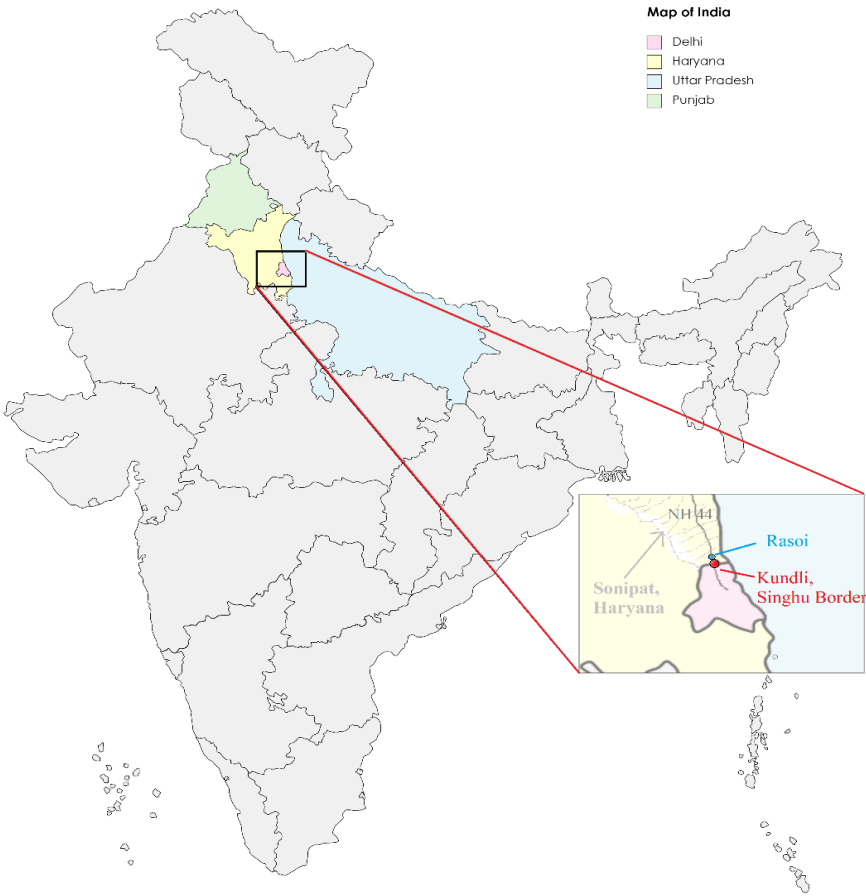 Map of India
Delhi
Haryana
Uttar Pradesh
Punjab
NH 44
Rasoi
Sonipat,
Haryana
Kundli,
Singhu Border